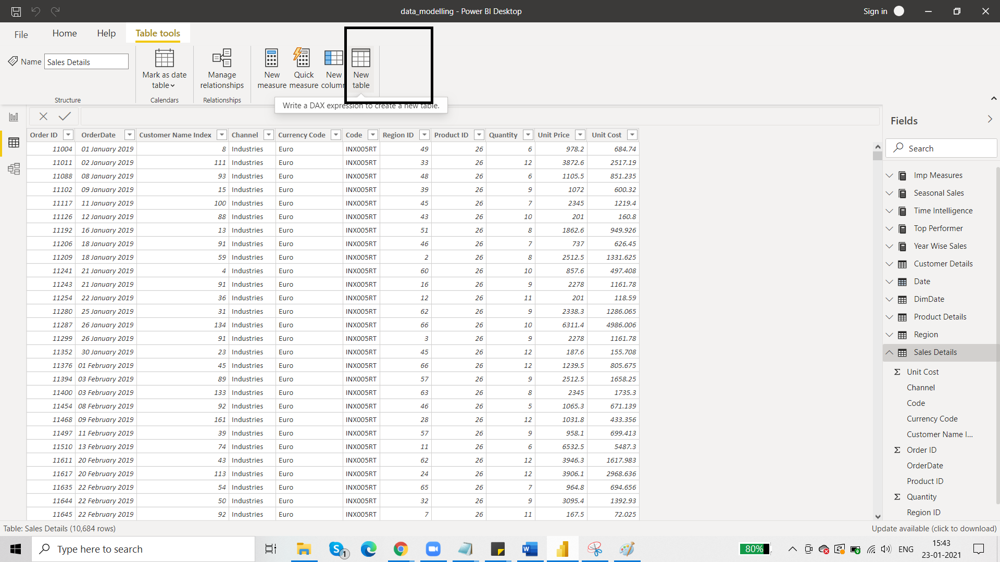 data_modelling - Power BI Desktop
Sign in
File Home Help Table tools
Name Sales Details
Mark as date table
Manage relationships
New measure
Quick measure
New column
New table
Structure Calendars Relationships
Write a DAX expression to create a new table.
Order ID OrderDate Customer Name Index Channel Currency Code Code Region ID Product ID Quantity Unit Price Unit Cost
11004 01 January 2019 8 Industries Euro INX005RT 49 26 6 978.2 684.74
11011 02 January 2019 111 Industries Euro INX005RT 33 26 12 3872.6 2517.19
11088 08 January 2019 93 Industries Euro INX005RT 48 26 6 1105.5 851.235
11102 09 January 2019 15 Industries Euro INX005RT 39 26 9 1072 600.32
11117 11 January 2019 100 Industries Euro INX005RT 45 26 7 2345 1219.4
11126 12 January 2019 88 Industries Euro INX005RT 43 26 10 201 160.8
11192 16 January 2019 13 Industries Euro INX005RT 51 26 8 1862.6 949.926
11206 18 January 2019 91 Industries Euro INX005RT 46 26 7 737 626.45
11209 18 January 2019 59 Industries Euro INX005RT 2 26 8 2512.5 1331.625
11241 21 January 2019 4 Industries Euro INX005RT 60 26 10 857.6 497.408
11243 21 January 2019 91 Industries Euro INX005RT 16 26 9 2278 1161.78
11254 22 January 2019 36 Industries Euro INX005RT 12 26 11 201 118.59
11280 25 January 2019 31 Industries Euro INX005RT 62 26 9 2338.3 1286.065
11287 26 January 2019 134 Industries Euro INX005RT 66 26 10 6311.4 4986.006
11299 26 January 2019 91 Industries Euro INX005RT 3 26 9 2278 1161.78
11352 30 January 2019 23 Industries Euro INX005RT 45 26 12 187.6 155.708
11376 01 February 2019 45 Industries Euro INX005RT 66 26 12 1239.5 805.675
11394 03 February 2019 89 Industries Euro INX005RT 57 26 9 2512.5 1658.25
11400 03 February 2019 133 Industries Euro INX005RT 63 26 8 2345 1735.3
11454 08 February 2019 92 Industries Euro INX005RT 46 26 5 1065.3 671.139
11468 09 February 2019 161 Industries Euro INX005RT 28 26 12 1031.8 433.356
11497 11 February 2019 39 Industries Euro INX005RT 57 26 9 958.1 699.413
11510 13 February 2019 74 Industries Euro INX005RT 11 26 6 6532.5 5487.3
11611 20 February 2019 43 Industries Euro INX005RT 62 26 12 3946.3 1617.983
11617 20 February 2019 113 Industries Euro INX005RT 24 26 12 3906.1 2968.636
11635 22 February 2019 54 Industries Euro INX005RT 65 26 7 964.8 694.656
11644 22 February 2019 50 Industries Euro INX005RT 32 26 9 3095.4 1392.93
11645 22 February 2019 92 Industries Euro INX005RT 7 26 11 167.5 72.025
Fields
Search
Imp Measures
Seasonal Sales
Time Intelligence
Top Performer
Year Wise Sales
Customer Details
Date
DimDate
Product Details
Region
Sales Details
Σ Unit Cost
Channel
Code
Currency Code
Customer Name I...
Σ Order ID
OrderDate
Product ID
Σ Quantity
Region ID
Table: Sales Details (10,684 rows)
Update available (click to download)
Type here to search
1
80%
ENG
15:43
23-01-2021